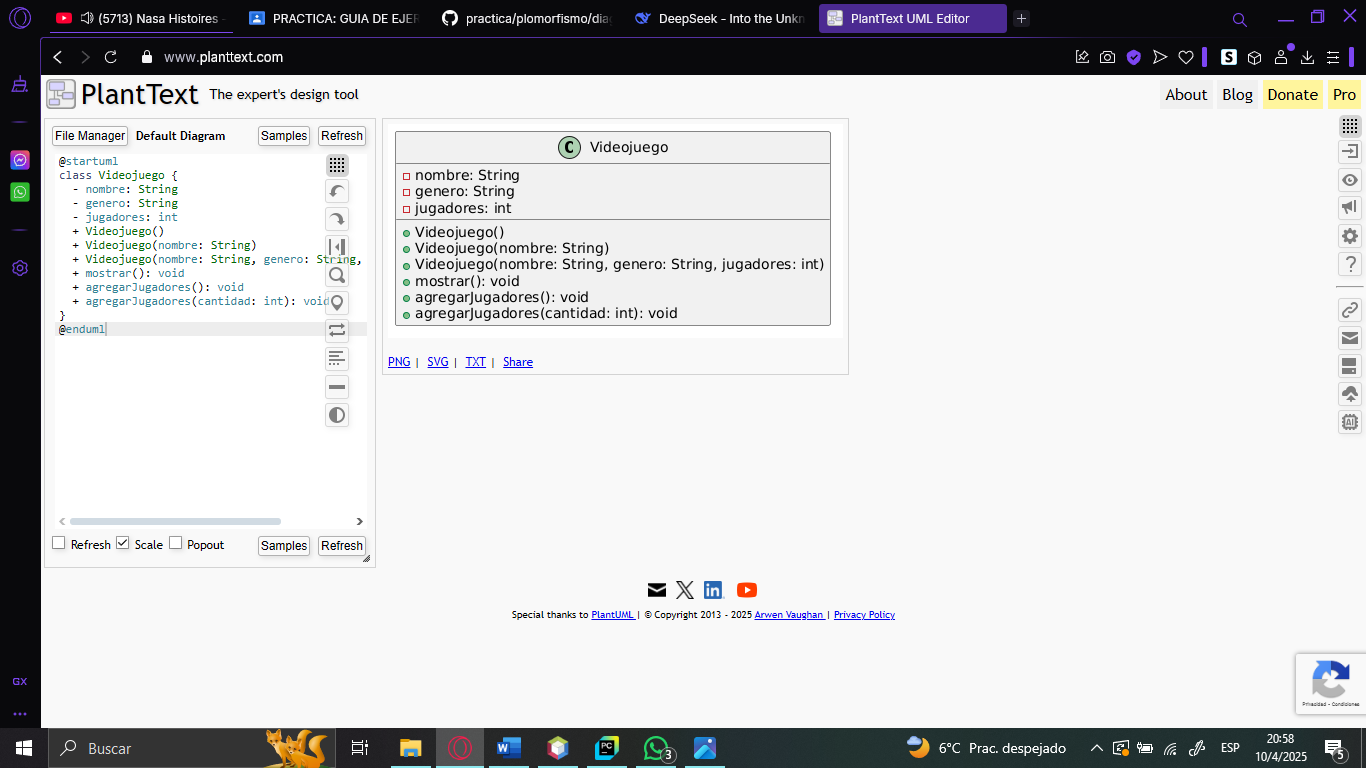 (5713) Nasa Histoires -
PRACTICA: GUIA DE EJER
practica/plomorfismo/dia
DeepSeek - Into the Unkn
PlantText UML Editor
www.planttext.com
PlantText The expert's design tool
About Blog Donate Pro
File Manager Default Diagram Samples Refresh
@startuml
class Videojuego {
- nombre: String
- genero: String
- jugadores: int
+ Videojuego()
+ Videojuego(nombre: String)
+ Videojuego(nombre: String, genero: String,
+ mostrar(): void
+ agregarJugadores(): void
+ agregarJugadores(cantidad: int): void
}
@enduml
Refresh Scale Popout Samples Refresh
C Videojuego
nombre: String
genero: String
jugadores: int
Videojuego()
Videojuego(nombre: String)
Videojuego(nombre: String, genero: String, jugadores: int)
mostrar(): void
agregarJugadores(): void
agregarJugadores(cantidad: int): void
PNG | SVG | TXT | Share
Special thanks to PlantUML | © Copyright 2013 - 2025 Arwen Vaughan | Privacy Policy
Privacidad - Condiciones
GX
Buscar
3
6°C Prac. despejado
ESP
20:58
10/4/2025
5